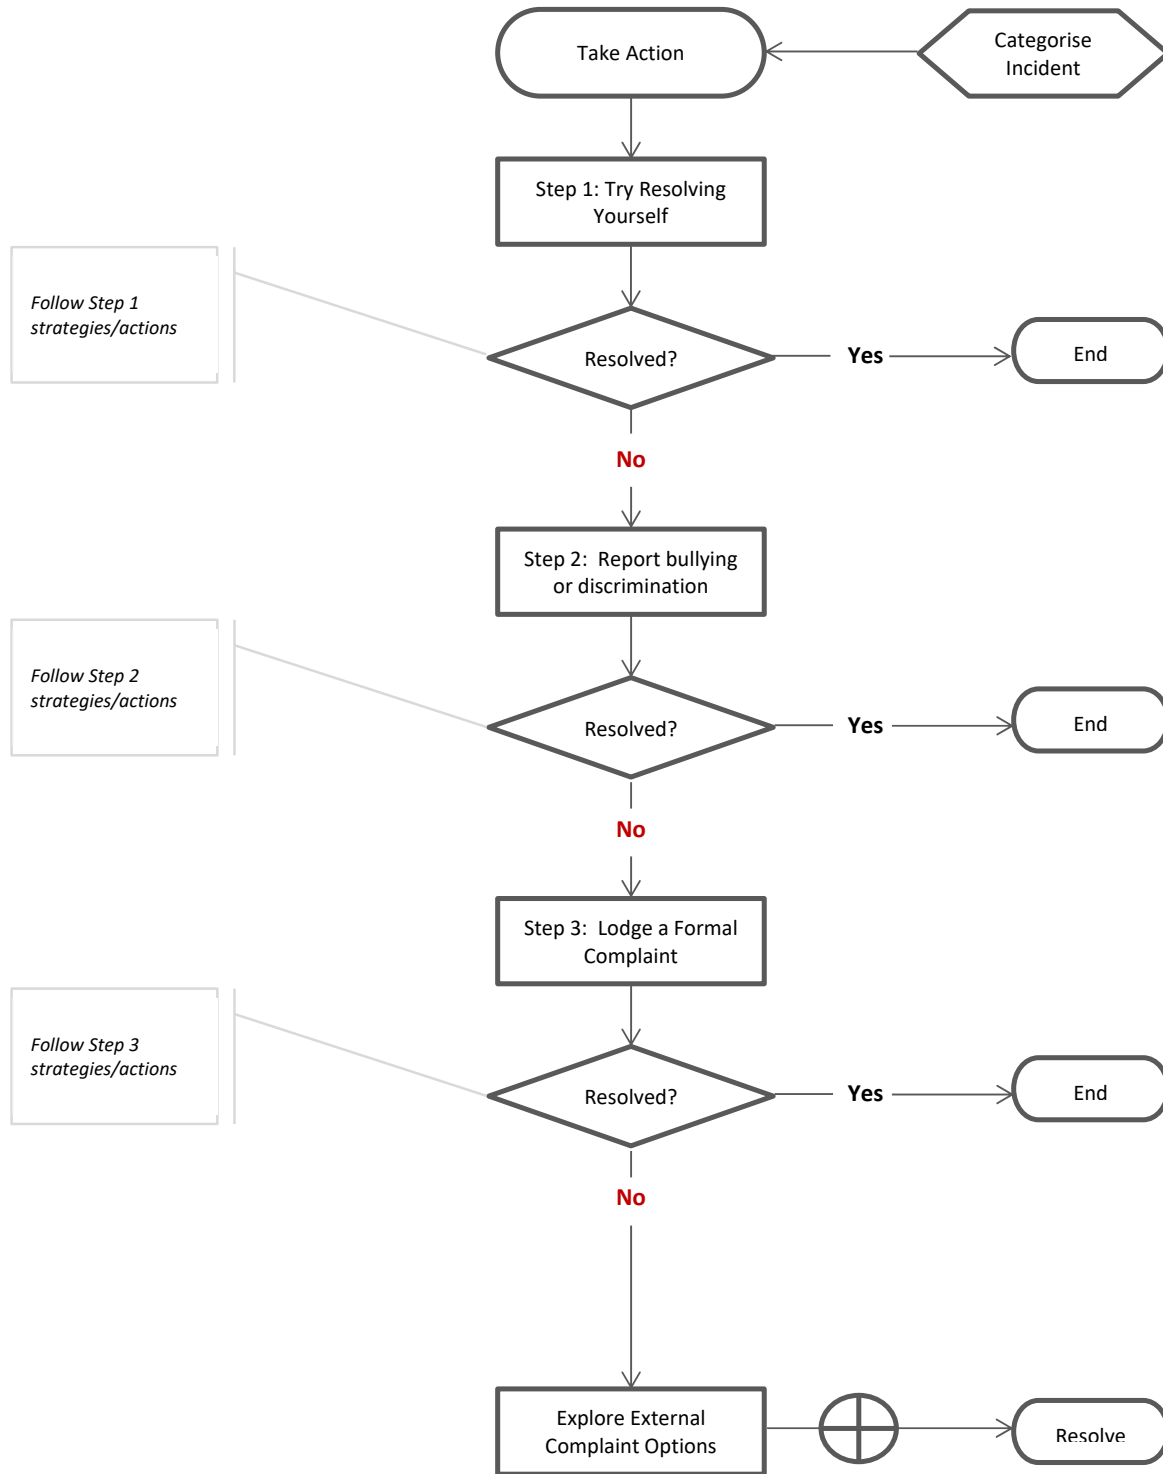 Take Action
Categorise
Incident
Step 1: Try Resolving
Yourself
Follow Step 1
strategies/actions
Resolved?
Yes
End
No
Step 2:  Report bullying
or discrimination
Follow Step 2
strategies/actions
Resolved?
Yes
End
No
Step 3:  Lodge a Formal
Complaint
Follow Step 3
strategies/actions
Resolved?
Yes
End
No
Explore External
Complaint Options
Resolve